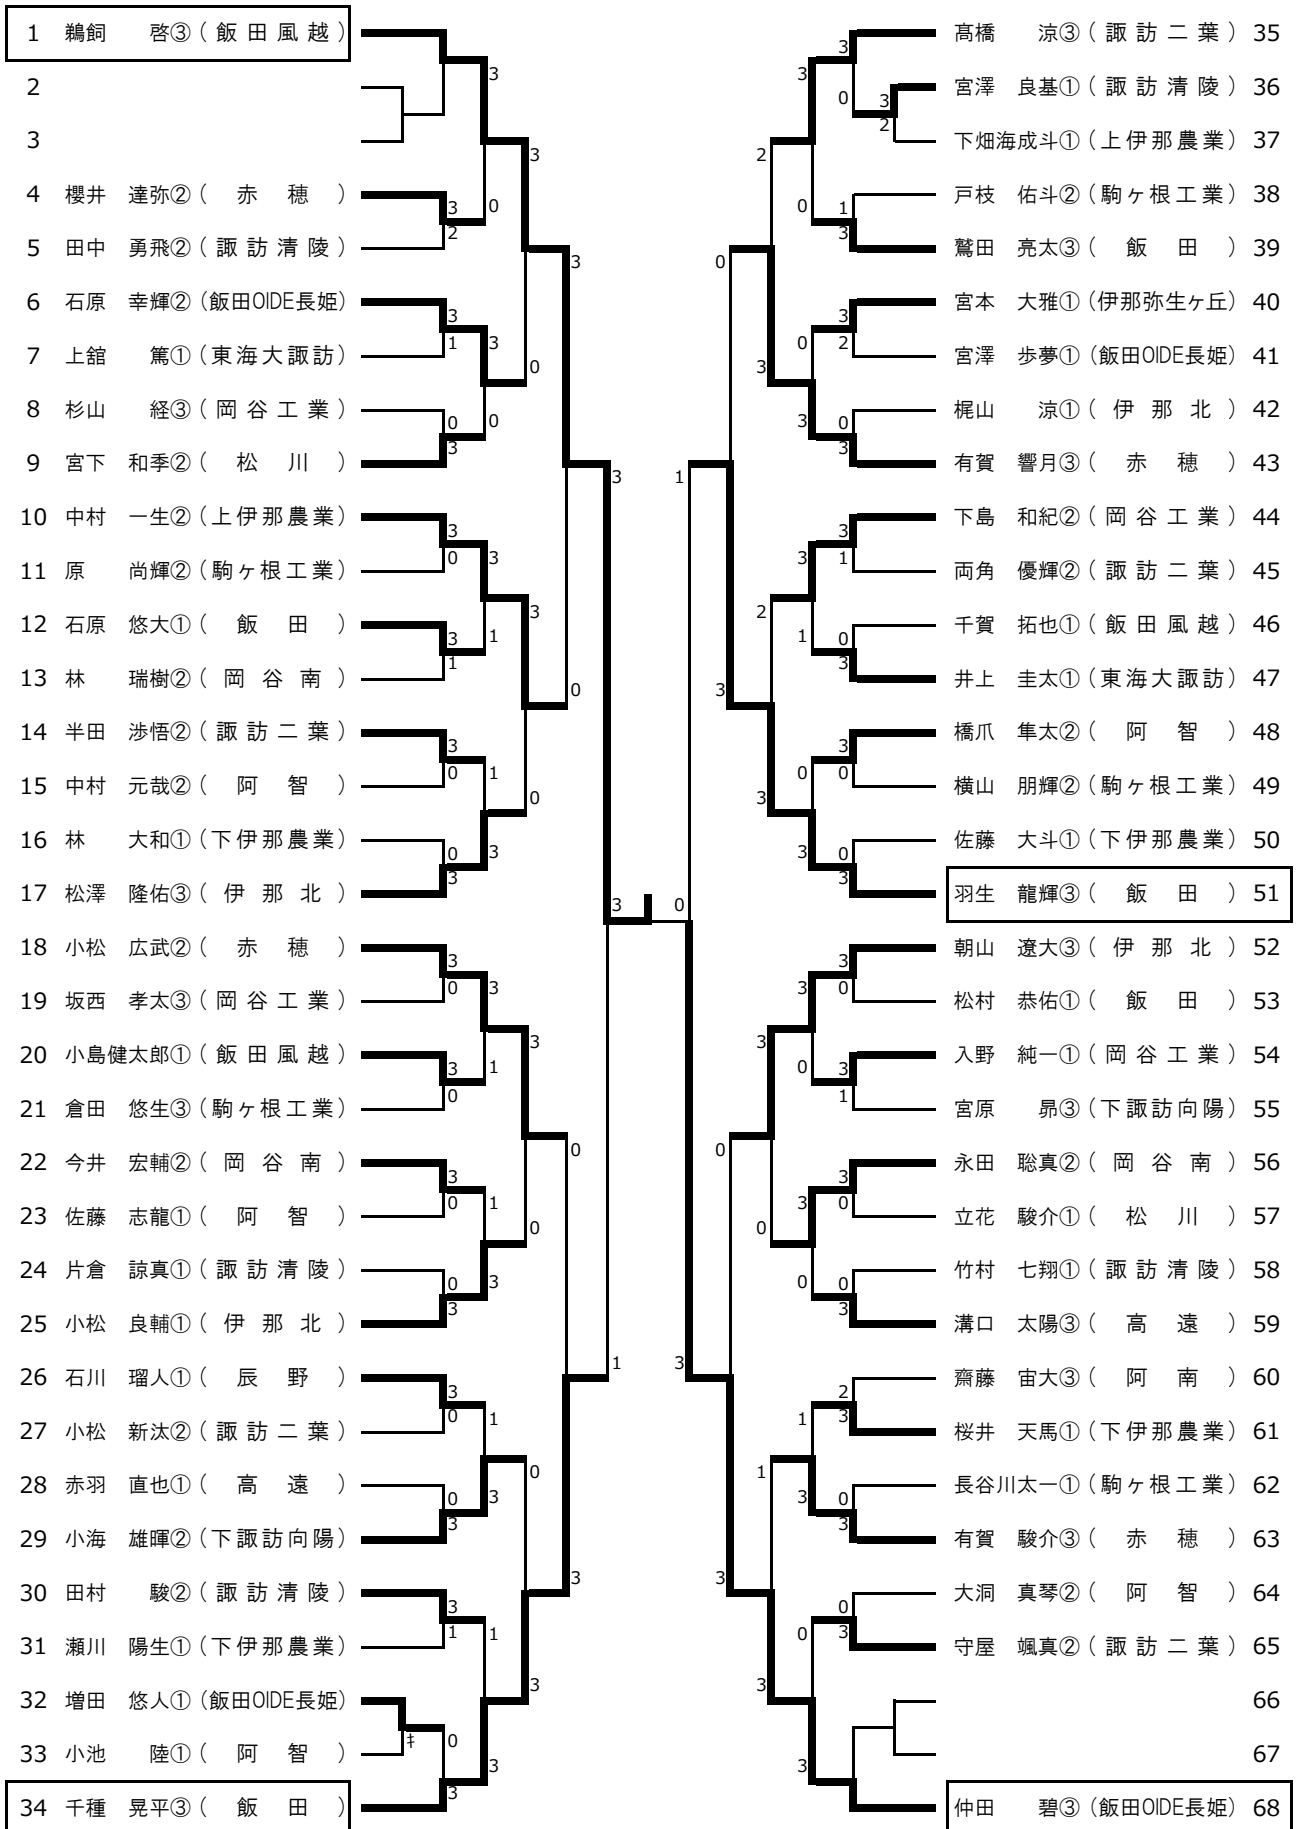 1 鵜飼 啓③ ( 飯田風越 )
2
3
4 櫻井 達弥② ( 赤穂 )
5 田中 勇飛② ( 諏訪清陵 )
6 石原 幸輝② (飯田OIDE長姫)
7 上舘 篤① (東海大諏訪)
8 杉山 経③ ( 岡谷工業 )
9 宮下 和季② ( 松川 )
10 中村 一生② (上伊那農業)
11 原 尚輝② (駒ヶ根工業)
12 石原 悠大① ( 飯田 )
13 林 瑞樹② ( 岡谷南 )
14 半田 渉悟② ( 諏訪二葉 )
15 中村 元哉② ( 阿智 )
16 林 大和① (下伊那農業)
17 松澤 隆佑③ ( 伊那北 )
18 小松 広武② ( 赤穂 )
19 坂西 孝太③ ( 岡谷工業 )
20 小島健太郎① ( 飯田風越 )
21 倉田 悠生③ (駒ヶ根工業)
22 今井 宏輔② ( 岡谷南 )
23 佐藤 志龍① ( 阿智 )
24 片倉 諒真① ( 諏訪清陵 )
25 小松 良輔① ( 伊那北 )
26 石川 瑠人① ( 辰野 )
27 小松 新汰② ( 諏訪二葉 )
28 赤羽 直也① ( 高遠 )
29 小海 雄暉② (下諏訪向陽)
30 田村 駿② ( 諏訪清陵 )
31 瀬川 陽生① (下伊那農業)
32 増田 悠人① (飯田OIDE長姫)
33 小池 陸① ( 阿智 )
34 千種 晃平③ ( 飯田 )
髙橋 涼③ ( 諏訪二葉 ) 35
宮澤 良基① ( 諏訪清陵 ) 36
下畑海成斗① (上伊那農業) 37
戸枝 佑斗② (駒ヶ根工業) 38
鷲田 亮太③ ( 飯田 ) 39
宮本 大雅① (伊那弥生ヶ丘) 40
宮澤 歩夢① (飯田OIDE長姫) 41
梶山 涼① ( 伊那北 ) 42
有賀 響月③ ( 赤穂 ) 43
下島 和紀② ( 岡谷工業 ) 44
両角 優輝② ( 諏訪二葉 ) 45
千賀 拓也① ( 飯田風越 ) 46
井上 圭太① (東海大諏訪) 47
橋爪 隼太② ( 阿智 ) 48
横山 朋輝② (駒ヶ根工業) 49
佐藤 大斗① (下伊那農業) 50
羽生 龍輝③ ( 飯田 ) 51
朝山 遼大③ ( 伊那北 ) 52
松村 恭佑① ( 飯田 ) 53
入野 純一① ( 岡谷工業 ) 54
宮原 昴③ (下諏訪向陽) 55
永田 聡真② ( 岡谷南 ) 56
立花 駿介① ( 松川 ) 57
竹村 七翔① ( 諏訪清陵 ) 58
溝口 太陽③ ( 高遠 ) 59
齋藤 宙大③ ( 阿南 ) 60
桜井 天馬① (下伊那農業) 61
長谷川太一① (駒ヶ根工業) 62
有賀 駿介③ ( 赤穂 ) 63
大洞 真琴② ( 阿智 ) 64
守屋 颯真② ( 諏訪二葉 ) 65
66
67
仲田 碧③ (飯田OIDE長姫) 68